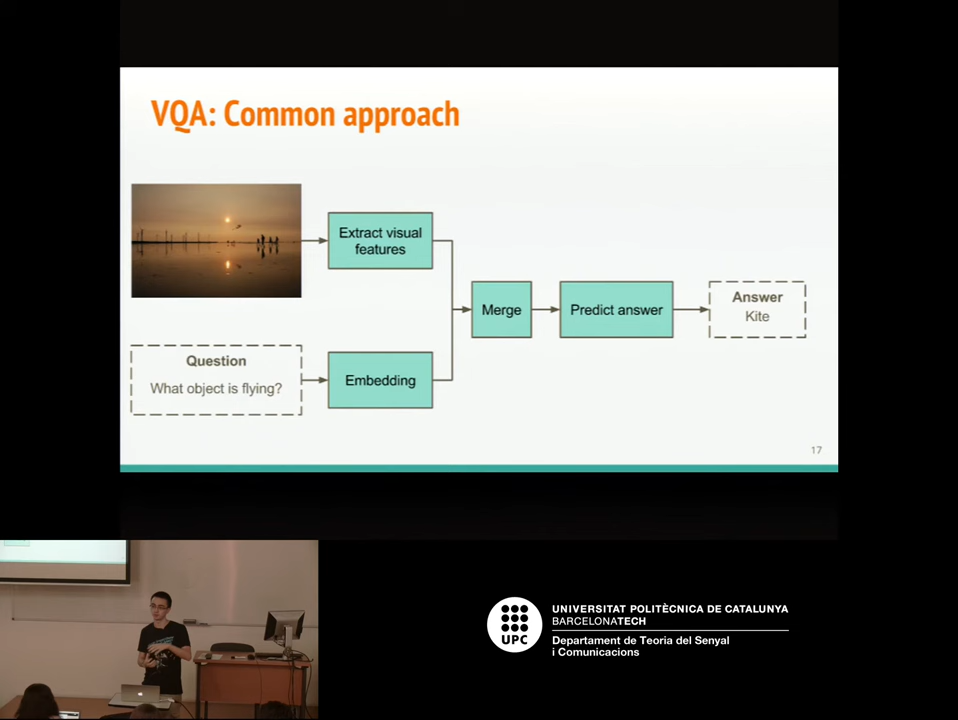 VQA: Common approach
Extract visual
features
Merge
Predict answer
Answer
Kite
Question
What object is flying?
Embedding
17
UPC
UNIVERSITAT POLITÈCNICA DE CATALUNYA
BARCELONATECH
Departament de Teoria del Senyal
i Comunicacions